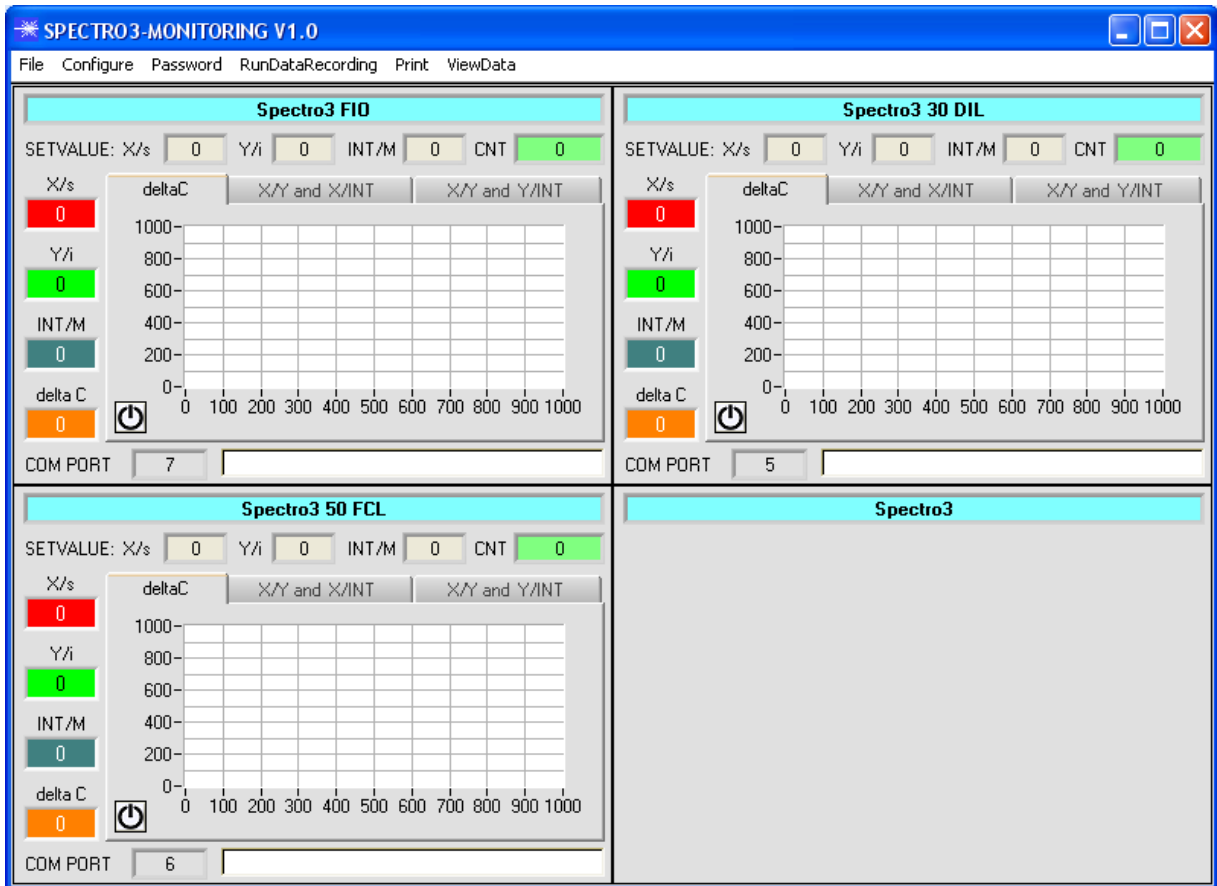 SPECTRO3-MONITORING V1.0
File Configure Password RunDataRecording Print ViewData
Spectro3 FIO
SETVALUE: X/s 0 Y/i 0 INT/M 0 CNT 0
X/s
0
Y/i
0
INT/M
0
delta C
0
deltaC X/Y and X/INT X/Y and Y/INT
1000
800
600
400
200
0
0 100 200 300 400 500 600 700 800 900 1000
COM PORT 7
Spectro3 30 DIL
SETVALUE: X/s 0 Y/i 0 INT/M 0 CNT 0
X/s
0
Y/i
0
INT/M
0
delta C
0
deltaC X/Y and X/INT X/Y and Y/INT
1000
800
600
400
200
0
0 100 200 300 400 500 600 700 800 900 1000
COM PORT 5
Spectro3 50 FCL
SETVALUE: X/s 0 Y/i 0 INT/M 0 CNT 0
X/s
0
Y/i
0
INT/M
0
delta C
0
deltaC X/Y and X/INT X/Y and Y/INT
1000
800
600
400
200
0
0 100 200 300 400 500 600 700 800 900 1000
COM PORT 6
Spectro3